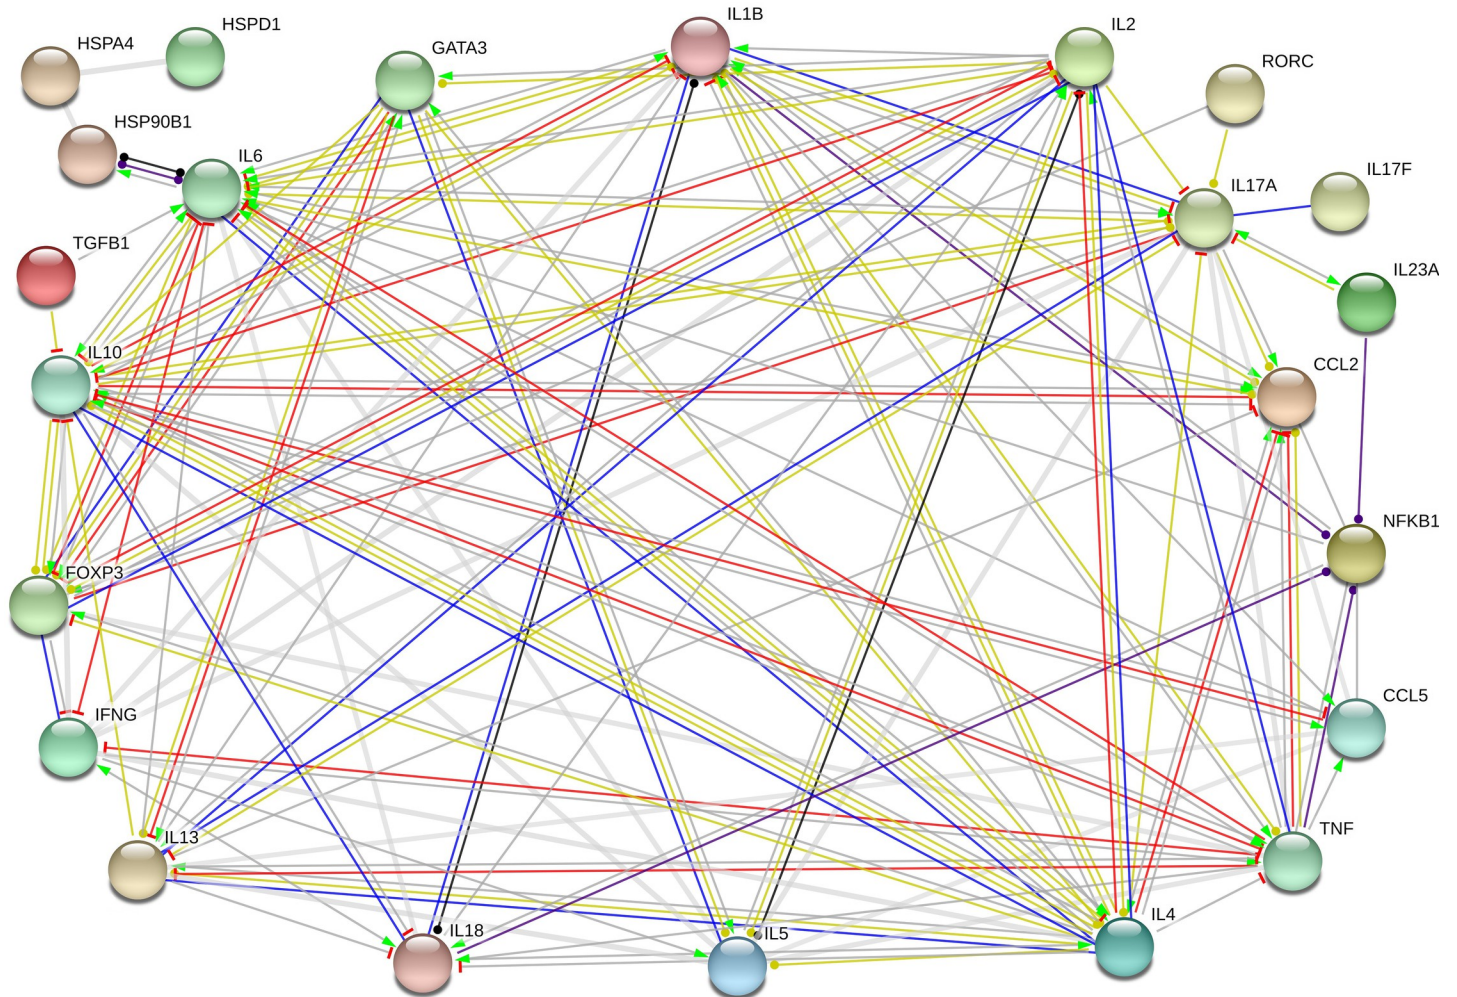 IL1B
IL2
HSPD1
HSPA4
GATA3
RORC
HSP90B1
IL6
IL17F
IL17A
TGFB1
IL23A
IL10
CCL2
NFKB1
FOXP3
CCL5
IFNG
TNF
IL13
IL4
IL18
IL5